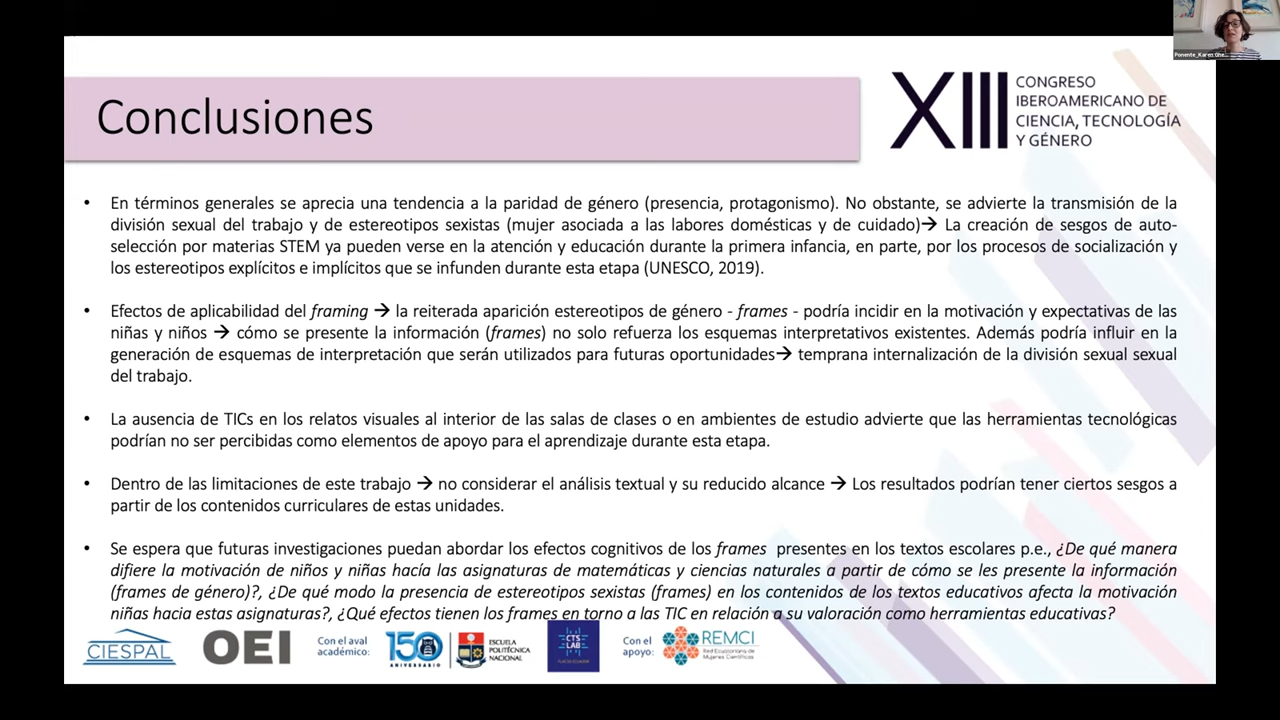 Ponente_Karen Ghe...
Conclusiones
XIII
CONGRESO
IBEROAMERICANO DE
CIENCIA, TECNOLOGÍA
Y GÉNERO
• En términos generales se aprecia una tendencia a la paridad de género (presencia, protagonismo). No obstante, se advierte la transmisión de la
división sexual del trabajo y de estereotipos sexistas (mujer asociada a las labores domésticas y de cuidado)→ La creación de sesgos de auto-
selección por materias STEM ya pueden verse en la atención y educación durante la primera infancia, en parte, por los procesos de socialización y
los estereotipos explícitos e implícitos que se infunden durante esta etapa (UNESCO, 2019).
• Efectos de aplicabilidad del framing → la reiterada aparición estereotipos de género - frames - podría incidir en la motivación y expectativas de las
niñas y niños → cómo se presente la información (frames) no solo refuerza los esquemas interpretativos existentes. Además podría influir en la
generación de esquemas de interpretación que serán utilizados para futuras oportunidades→ temprana internalización de la división sexual sexual
del trabajo.
• La ausencia de TICs en los relatos visuales al interior de las salas de clases o en ambientes de estudio advierte que las herramientas tecnológicas
podrían no ser percibidas como elementos de apoyo para el aprendizaje durante esta etapa.
• Dentro de las limitaciones de este trabajo → no considerar el análisis textual y su reducido alcance → Los resultados podrían tener ciertos sesgos a
partir de los contenidos curriculares de estas unidades.
• Se espera que futuras investigaciones puedan abordar los efectos cognitivos de los frames presentes en los textos escolares p.e., ¿De qué manera
difiere la motivación de niños y niñas hacía las asignaturas de matemáticas y ciencias naturales a partir de cómo se les presente la información
(frames de género)?, ¿De qué modo la presencia de estereotipos sexistas (frames) en los contenidos de los textos educativos afecta la motivación
niñas hacia estas asignaturas?, ¿Qué efectos tienen los frames en torno a las TIC en relación a su valoración como herramientas educativas?
CIESPAL
OEI
Con el aval
académico:
150
ANIVERSARIO
ESCUELA
POLITÉCNICA
NACIONAL
CTS
LAB
Con el
apoyo:
REMCI
Red Ecuatoriana de
Mujeres Científicas